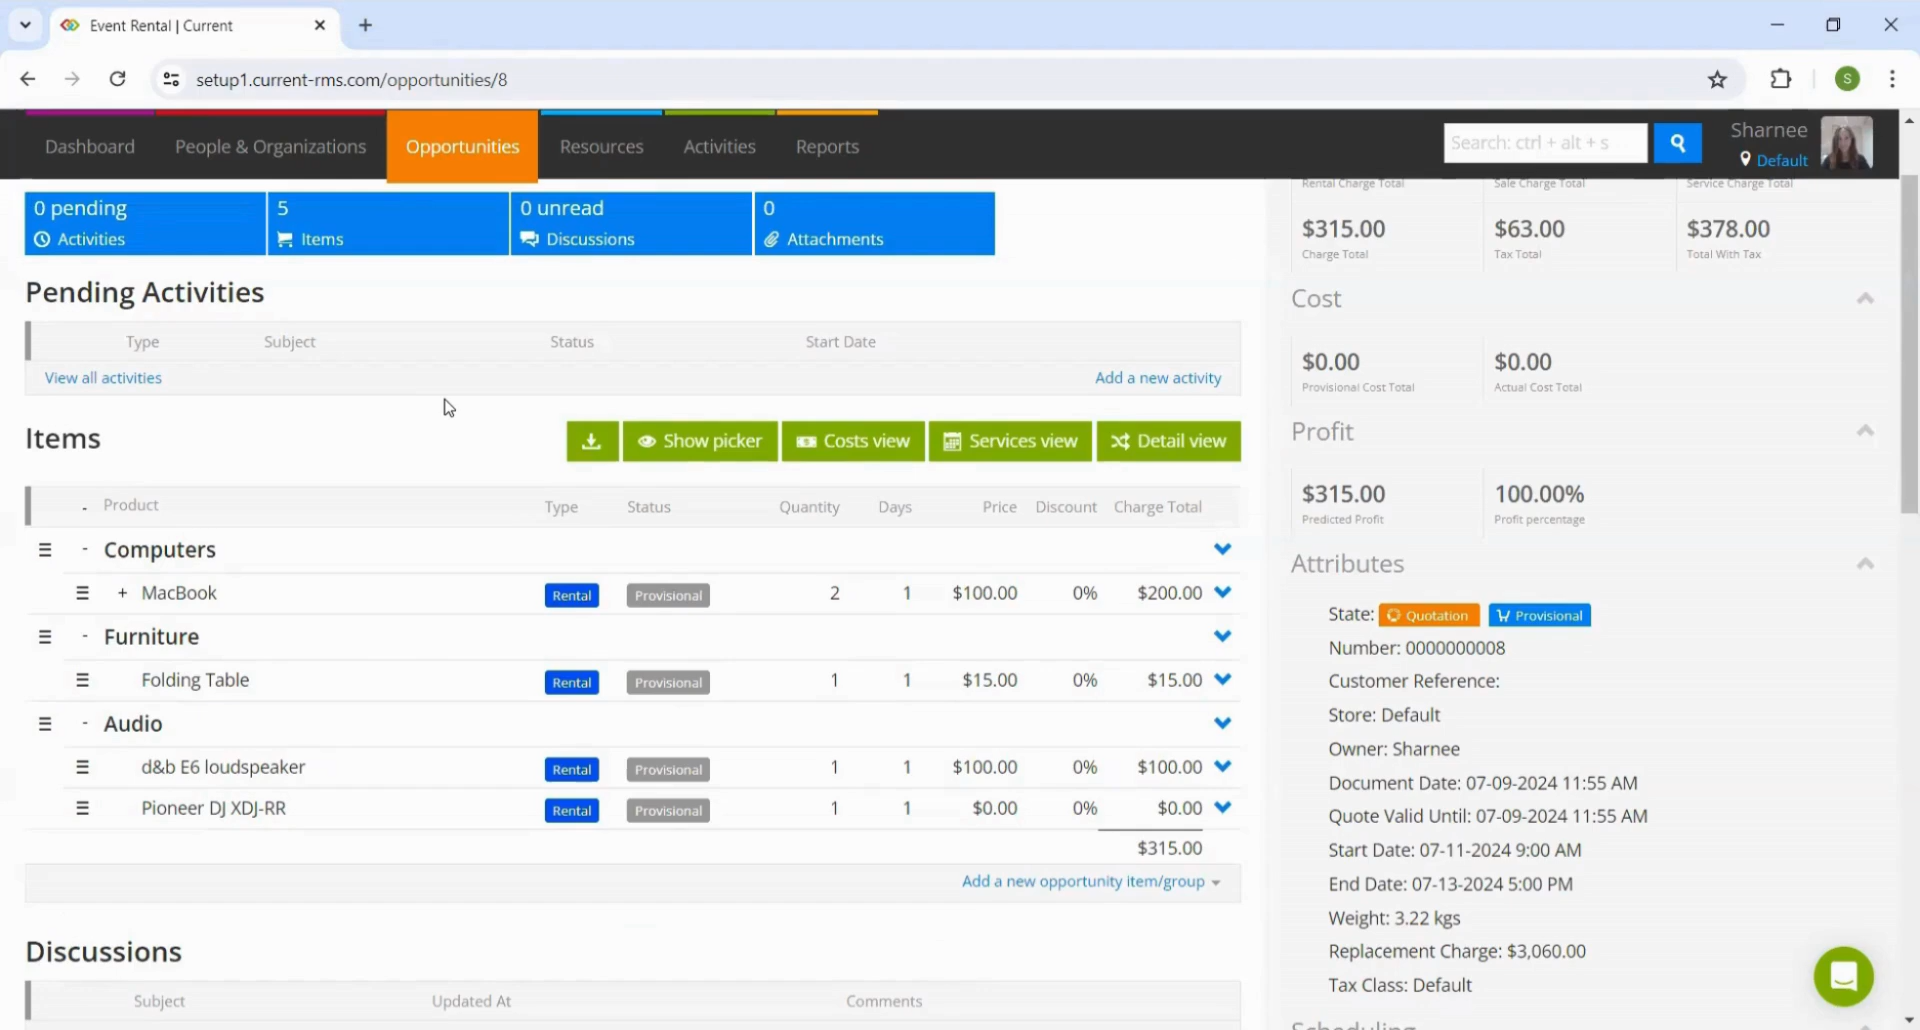 Event Rental | Current
setup1.current-rms.com/opportunities/8
S
Dashboard
People & Organizations
Opportunities
Resources
Activities
Reports
Search: ctrl + alt + s
Sharnee
Default
0 pending
Activities
5
Items
0 unread
Discussions
0
Attachments
Pending Activities
Type Subject Status Start Date
View all activities Add a new activity
Items
Show picker
Costs view
Services view
Detail view
- Product Type Status Quantity Days Price Discount Charge Total
- Computers
+ MacBook Rental Provisional 2 1 $100.00 0% $200.00
- Furniture
Folding Table Rental Provisional 1 1 $15.00 0% $15.00
- Audio
d&b E6 loudspeaker Rental Provisional 1 1 $100.00 0% $100.00
Pioneer DJ XDJ-RR Rental Provisional 1 1 $0.00 0% $0.00
$315.00
Add a new opportunity item/group
Discussions
Subject Updated At Comments
Rental Charge Total Sale Charge Total Service Charge Total
$315.00 $63.00 $378.00
Charge Total Tax Total Total With Tax
Cost
$0.00 $0.00
Provisional Cost Total Actual Cost Total
Profit
$315.00 100.00%
Predicted Profit Profit percentage
Attributes
State: Quotation Provisional
Number: 0000000008
Customer Reference:
Store: Default
Owner: Sharnee
Document Date: 07-09-2024 11:55 AM
Quote Valid Until: 07-09-2024 11:55 AM
Start Date: 07-11-2024 9:00 AM
End Date: 07-13-2024 5:00 PM
Weight: 3.22 kgs
Replacement Charge: $3,060.00
Tax Class: Default
Scheduling